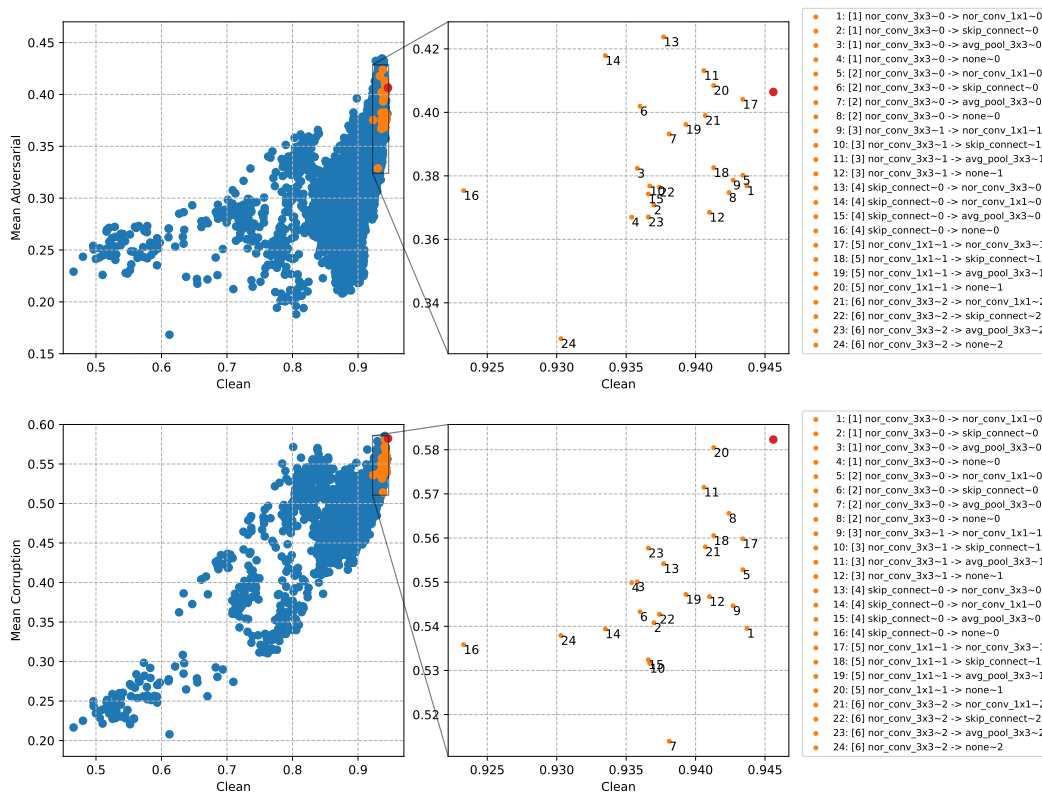 0.45
0.40
0.35
0.30
0.25
0.20
0.15
Mean Adversarial
0.5
0.6
0.7
0.8
0.9
Clean
0.42
0.40
0.38
0.36
0.34
13
14
11
20
17
6
21
19
7
3
18
5
9
1
16
10
22
15
8
2
12
4
23
24
0.925
0.930
0.935
0.940
0.945
Clean
1: [1] nor_conv_3x3~0 -> nor_conv_1x1~0
2: [1] nor_conv_3x3~0 -> skip_connect~0
3: [1] nor_conv_3x3~0 -> avg_pool_3x3~0
4: [1] nor_conv_3x3~0 -> none~0
5: [2] nor_conv_3x3~0 -> nor_conv_1x1~0
6: [2] nor_conv_3x3~0 -> skip_connect~0
7: [2] nor_conv_3x3~0 -> avg_pool_3x3~0
8: [2] nor_conv_3x3~0 -> none~0
9: [3] nor_conv_3x3~1 -> nor_conv_1x1~1
10: [3] nor_conv_3x3~1 -> skip_connect~1
11: [3] nor_conv_3x3~1 -> avg_pool_3x3~1
12: [3] nor_conv_3x3~1 -> none~1
13: [4] skip_connect~0 -> nor_conv_3x3~0
14: [4] skip_connect~0 -> nor_conv_1x1~0
15: [4] skip_connect~0 -> avg_pool_3x3~0
16: [4] skip_connect~0 -> none~0
17: [5] nor_conv_1x1~1 -> nor_conv_3x3~1
18: [5] nor_conv_1x1~1 -> skip_connect~1
19: [5] nor_conv_1x1~1 -> avg_pool_3x3~1
20: [5] nor_conv_1x1~1 -> none~1
21: [6] nor_conv_3x3~2 -> nor_conv_1x1~2
22: [6] nor_conv_3x3~2 -> skip_connect~2
23: [6] nor_conv_3x3~2 -> avg_pool_3x3~2
24: [6] nor_conv_3x3~2 -> none~2
0.60
0.55
0.50
0.45
0.40
0.35
0.30
0.25
0.20
Mean Corruption
0.5
0.6
0.7
0.8
0.9
Clean
0.58
0.57
0.56
0.55
0.54
0.53
0.52
20
11
8
18
17
21
23
13
5
4
3
19
12
9
6
22
2
14
1
24
16
15
10
7
0.925
0.930
0.935
0.940
0.945
Clean
1: [1] nor_conv_3x3~0 -> nor_conv_1x1~0
2: [1] nor_conv_3x3~0 -> skip_connect~0
3: [1] nor_conv_3x3~0 -> avg_pool_3x3~0
4: [1] nor_conv_3x3~0 -> none~0
5: [2] nor_conv_3x3~0 -> nor_conv_1x1~0
6: [2] nor_conv_3x3~0 -> skip_connect~0
7: [2] nor_conv_3x3~0 -> avg_pool_3x3~0
8: [2] nor_conv_3x3~0 -> none~0
9: [3] nor_conv_3x3~1 -> nor_conv_1x1~1
10: [3] nor_conv_3x3~1 -> skip_connect~1
11: [3] nor_conv_3x3~1 -> avg_pool_3x3~1
12: [3] nor_conv_3x3~1 -> none~1
13: [4] skip_connect~0 -> nor_conv_3x3~0
14: [4] skip_connect~0 -> nor_conv_1x1~0
15: [4] skip_connect~0 -> avg_pool_3x3~0
16: [4] skip_connect~0 -> none~0
17: [5] nor_conv_1x1~1 -> nor_conv_3x3~1
18: [5] nor_conv_1x1~1 -> skip_connect~1
19: [5] nor_conv_1x1~1 -> avg_pool_3x3~1
20: [5] nor_conv_1x1~1 -> none~1
21: [6] nor_conv_3x3~2 -> nor_conv_1x1~2
22: [6] nor_conv_3x3~2 -> skip_connect~2
23: [6] nor_conv_3x3~2 -> avg_pool_3x3~2
24: [6] nor_conv_3x3~2 -> none~2